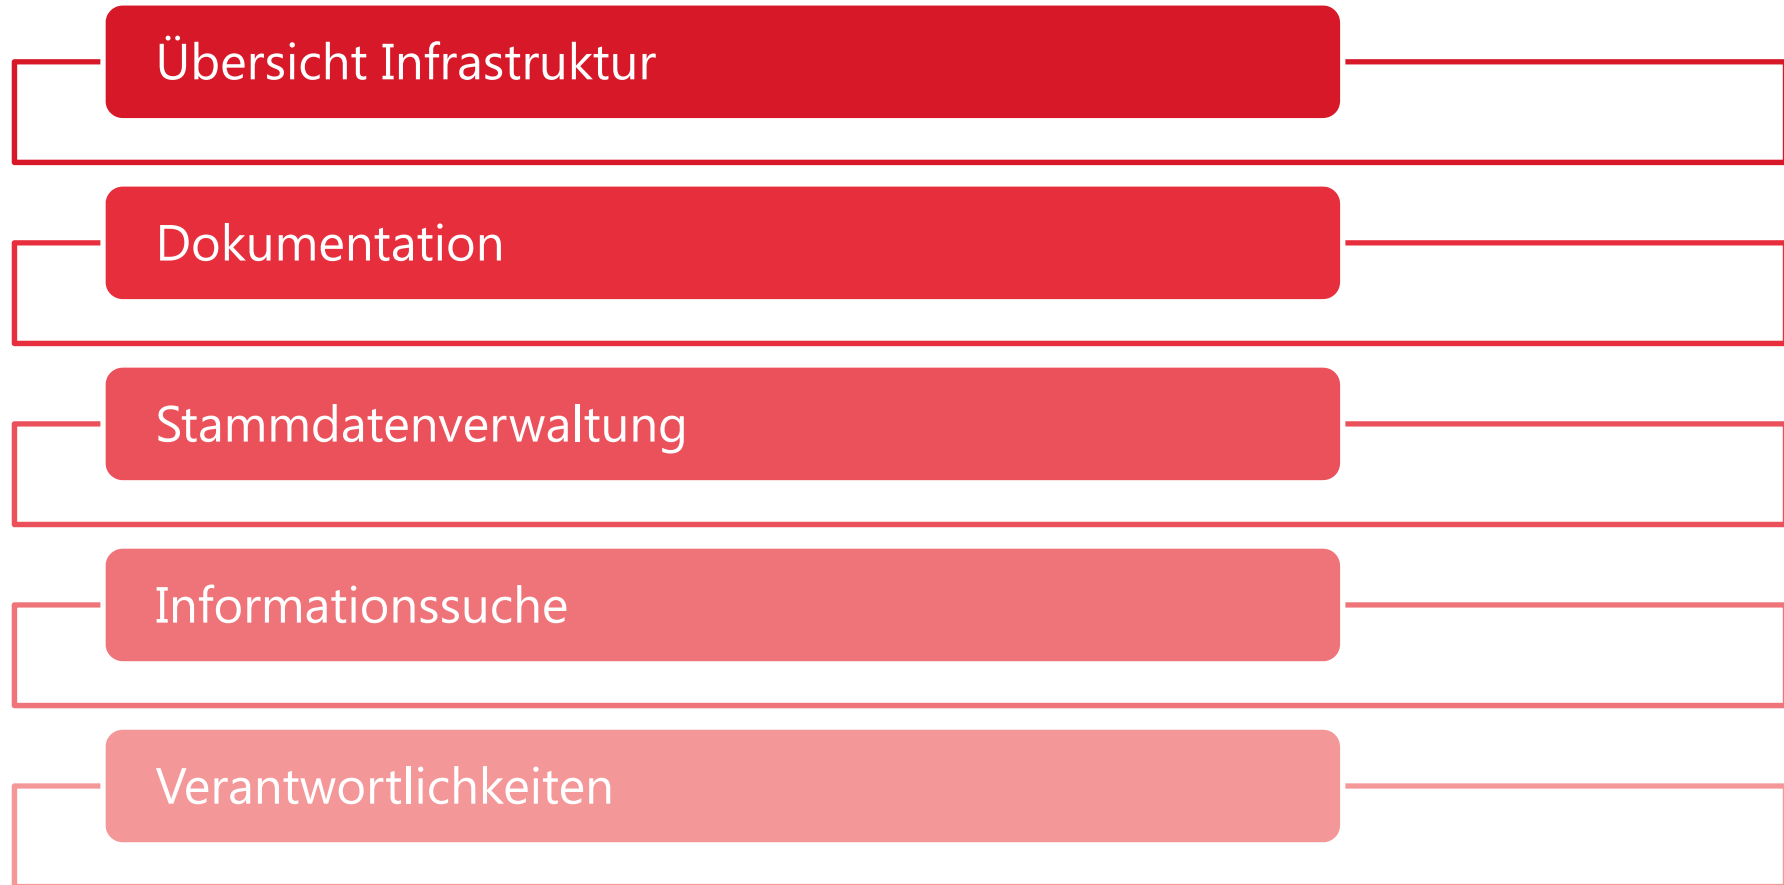 Übersicht Infrastruktur
Dokumentation
Stammdatenverwaltung
Informationssuche
Verantwortlichkeiten